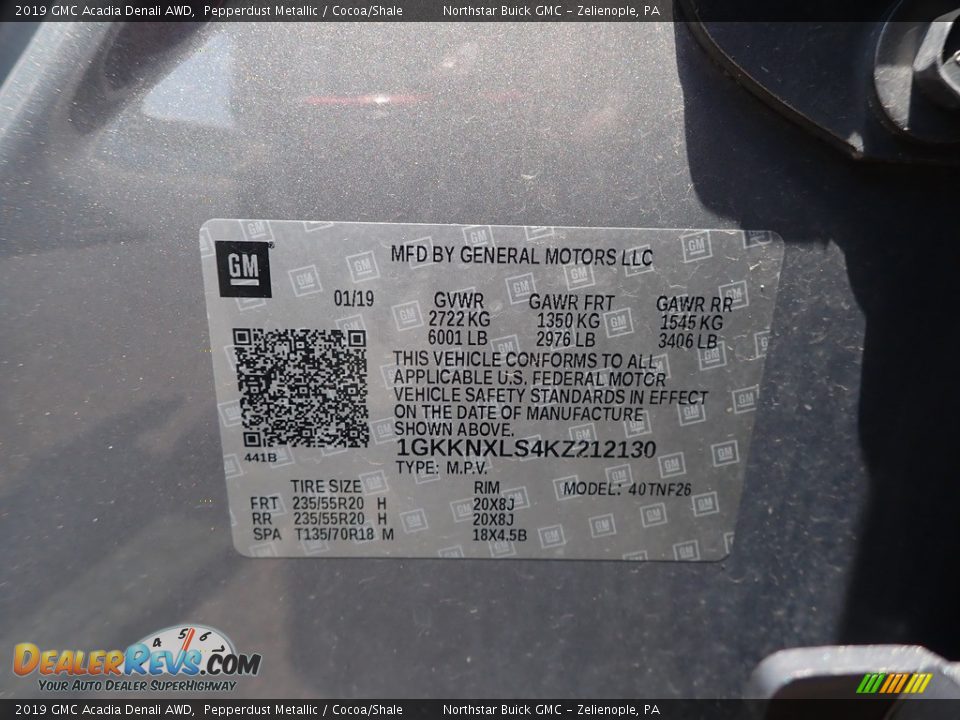 2019 GMC Acadia Denali AWD, Pepperdust Metallic / Cocoa/Shale Northstar Buick GMC - Zelienople, PA
GM
MFD BY GENERAL MOTORS LLC
01/19 GVWR GAWR FRT GAWR RR
2722 KG 1350 KG 1545 KG
6001 LB 2976 LB 3406 LB
THIS VEHICLE CONFORMS TO ALL
APPLICABLE U.S. FEDERAL MOTOR
VEHICLE SAFETY STANDARDS IN EFFECT
ON THE DATE OF MANUFACTURE
SHOWN ABOVE.
1GKKNXLS4KZ212130
441B
TYPE: M.P.V.
TIRE SIZE RIM MODEL: 40TNF26
FRT 235/55R20 H 20X8J
RR 235/55R20 H 20X8J
SPA T135/70R18 M 18X4.5B
4 5 6
DEALERREVS.COM
YOUR AUTO DEALER SUPERHIGHWAY
2019 GMC Acadia Denali AWD, Pepperdust Metallic / Cocoa/Shale Northstar Buick GMC - Zelienople, PA